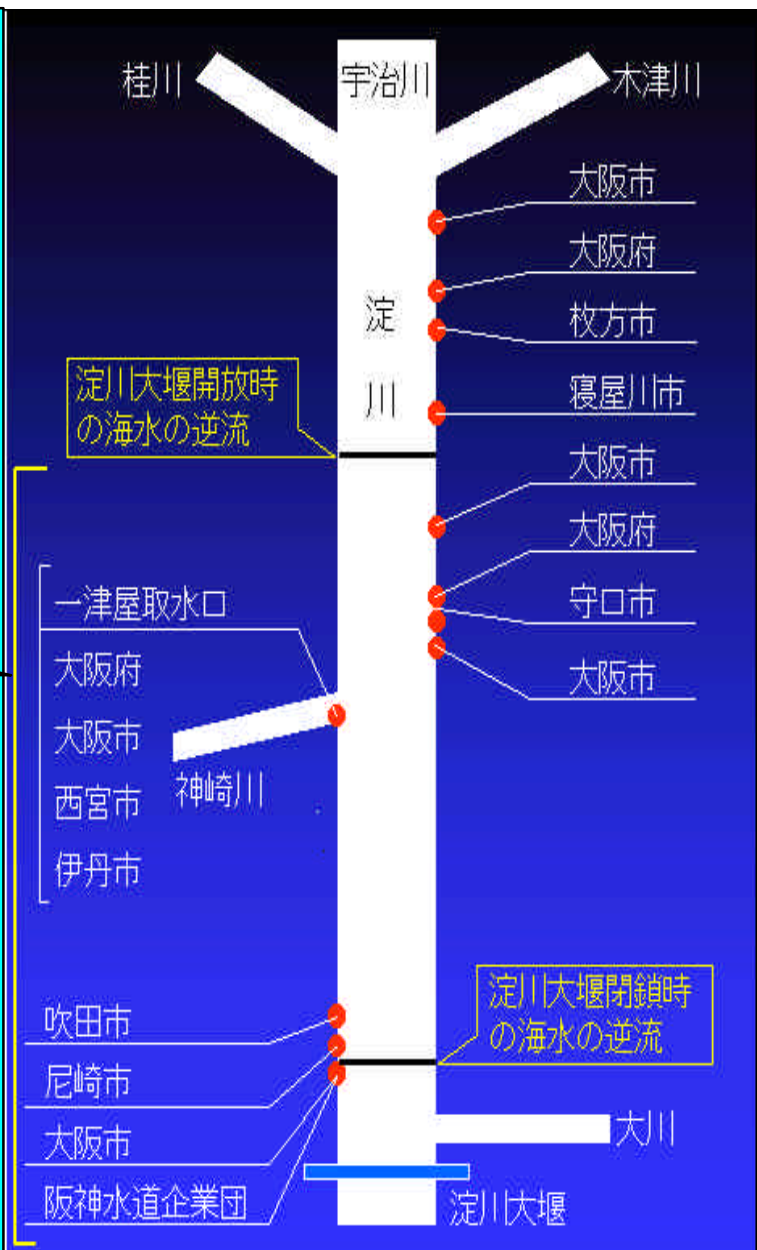 桂川
宇治川
木津川
大阪市
大阪府
淀川
枚方市
淀川大堰開放時
の海水の逆流
寝屋川市
大阪市
大阪府
一津屋取水口
守口市
大阪府
大阪市
大阪市
神崎川
西宮市
伊丹市
淀川大堰閉鎖時
の海水の逆流
吹田市
尼崎市
大川
大阪市
阪神水道企業団
淀川大堰